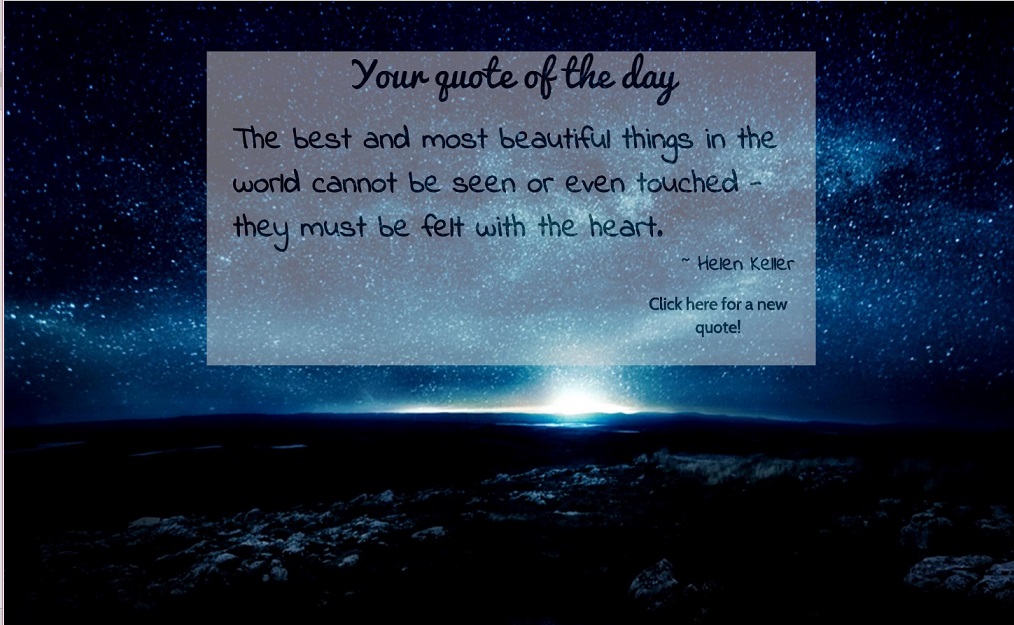 Your quote of the day
The best and most beautiful things in the
world cannot be seen or even touched -
they must be felt with the heart.
~ Helen Keller
Click here for a new
quote!